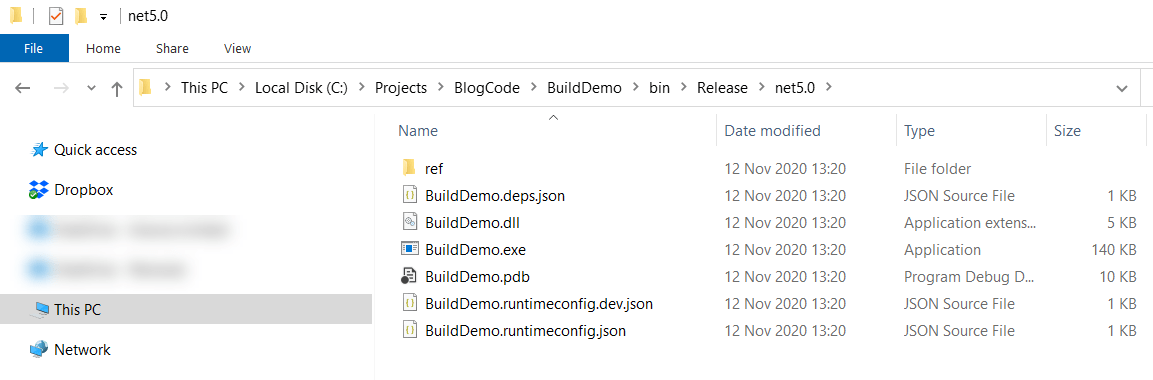 net5.0
File Home Share View
This PC Local Disk (C:) Projects BlogCode BuildDemo bin Release net5.0
Name Date modified Type Size
Quick access
Dropbox
This PC
Network
ref 12 Nov 2020 13:20 File folder
BuildDemo.deps.json 12 Nov 2020 13:20 JSON Source File 1 KB
BuildDemo.dll 12 Nov 2020 13:20 Application extens... 5 KB
BuildDemo.exe 12 Nov 2020 13:20 Application 140 KB
BuildDemo.pdb 12 Nov 2020 13:20 Program Debug D... 10 KB
BuildDemo.runtimeconfig.dev.json 12 Nov 2020 13:20 JSON Source File 1 KB
BuildDemo.runtimeconfig.json 12 Nov 2020 13:20 JSON Source File 1 KB